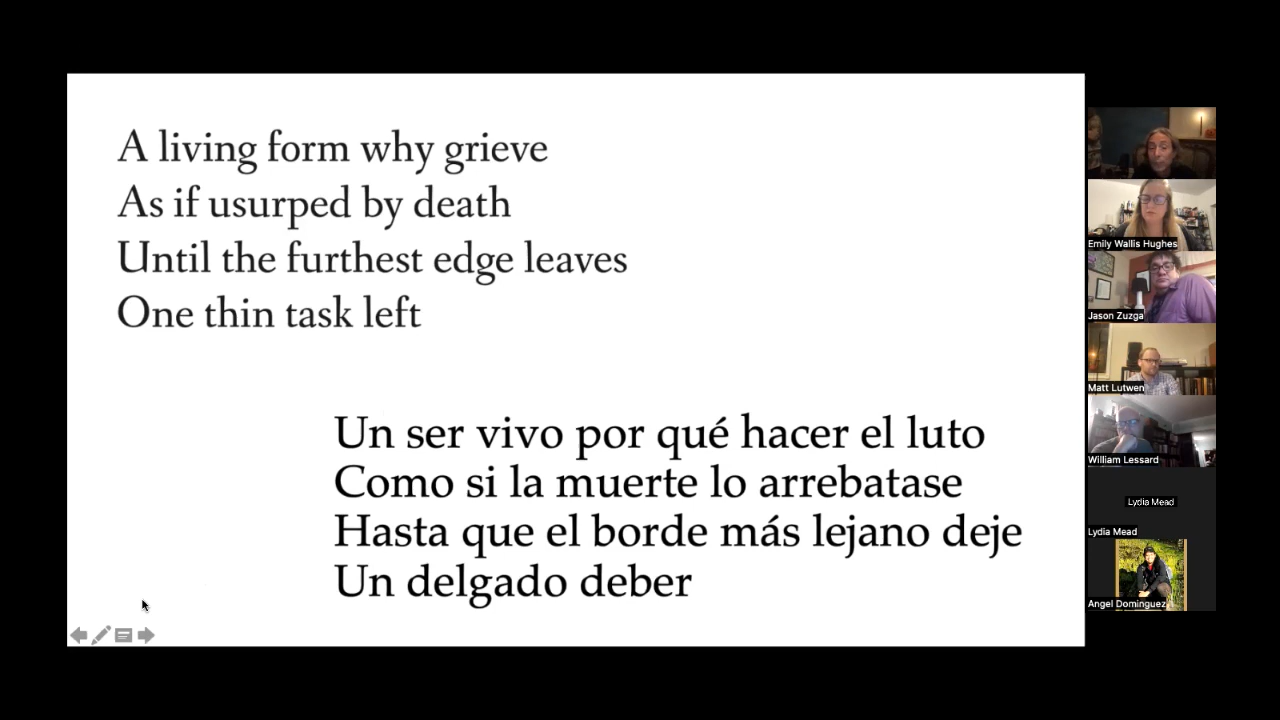 A living form why grieve
As if usurped by death
Until the furthest edge leaves
One thin task left
Un ser vivo por qué hacer el luto
Como si la muerte lo arrebatase
Hasta que el borde más lejano deje
Un delgado deber
Emily Wallis Hughes
Jason Zuzga
Matt Lutwen
William Lessard
Lydia Mead
Lydia Mead
Angel Dominguez